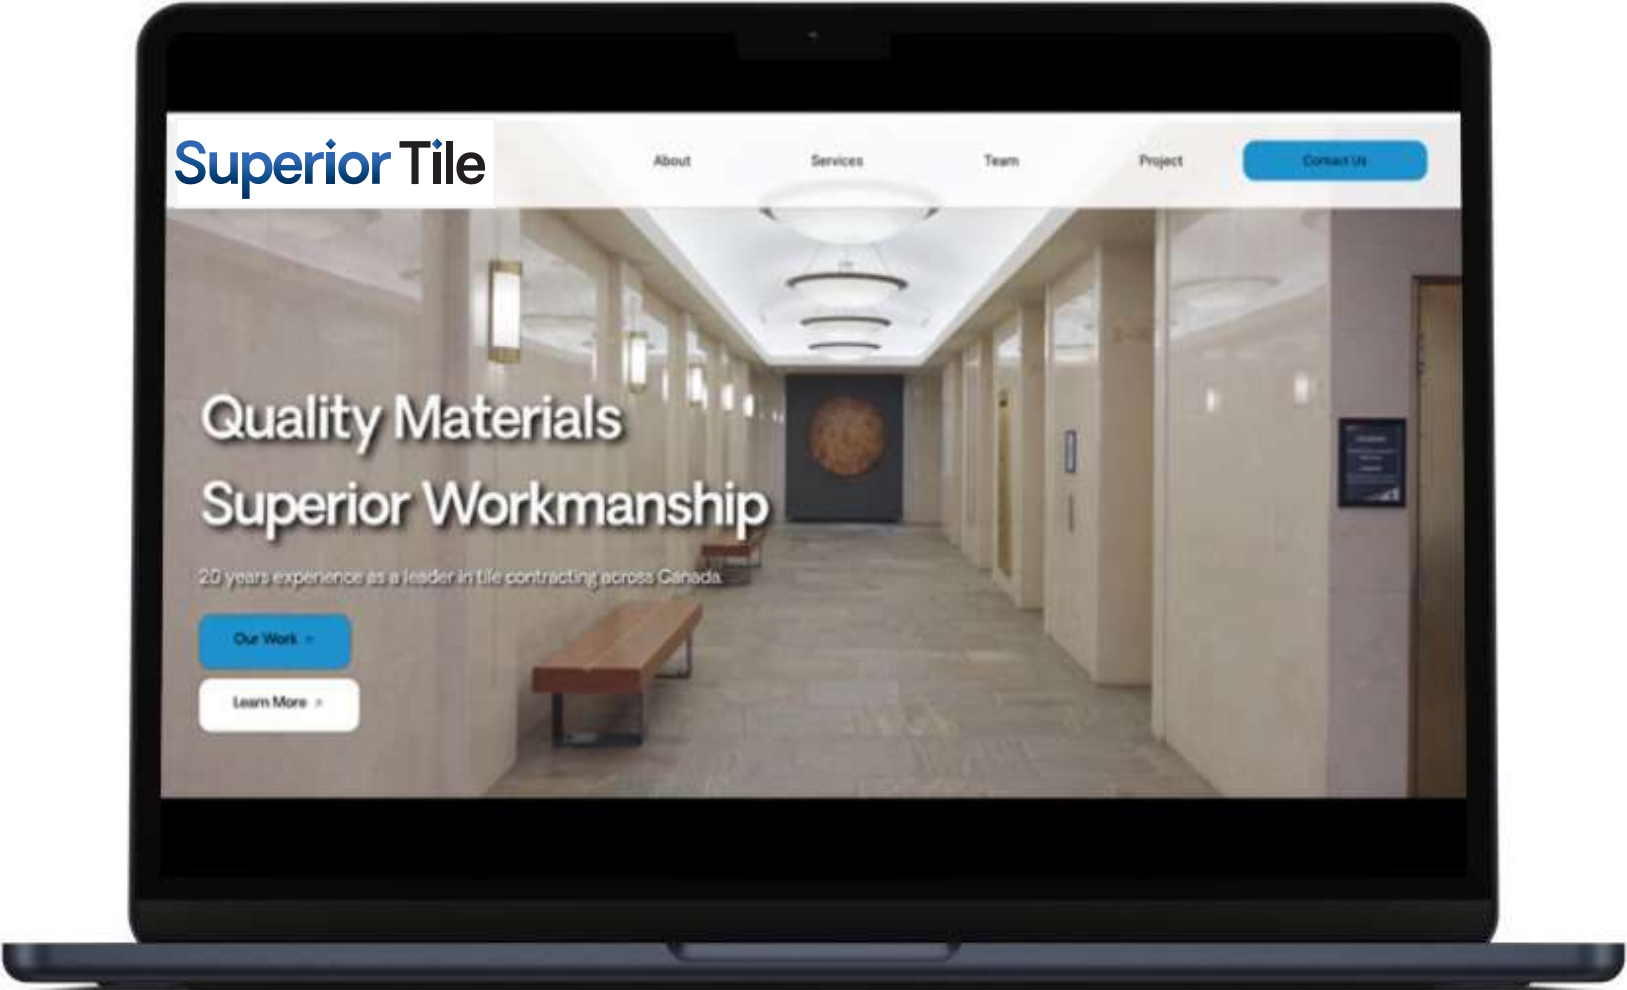 Superior Tile
About
Services
Team
Project
Contact Us
Quality Materials
Superior Workmanship
20 years experience as a leader in tile contracting across Canada.
Our Work
Learn More